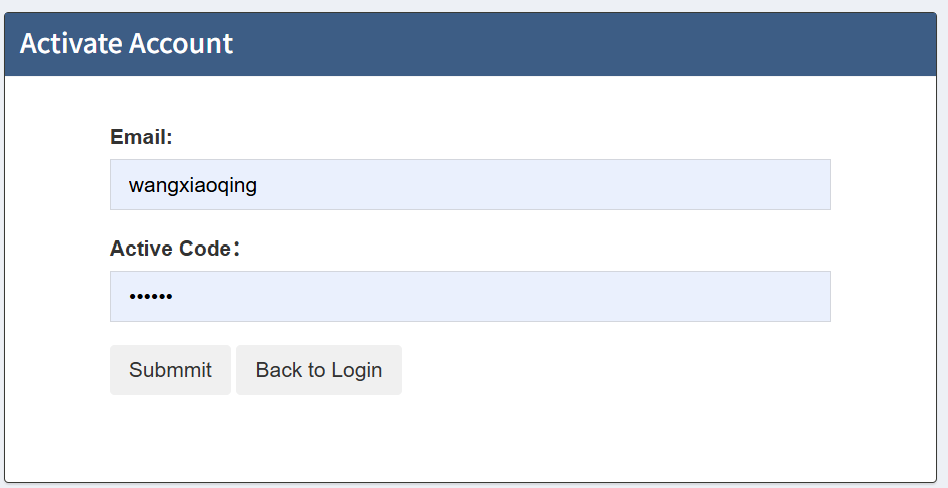 Activate Account
Email:
wangxiaoqing
Active Code：
••••••
Submmit Back to Login